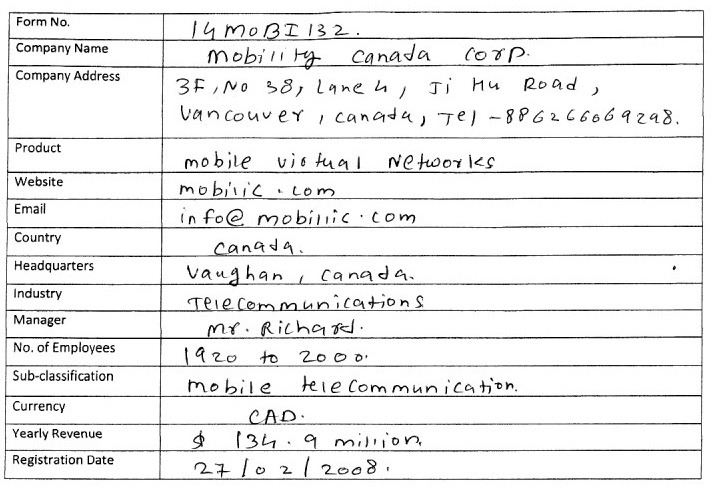 Form No. 14MOBI132.
Company Name Mobility Canada Corp.
Company Address 3F, No 38, Lane 4, Ji Hu Road,
Vancouver, Canada, Tel -886266069298.
Product mobile virtual Networks
Website mobilic.com
Email info@mobillic.com
Country Canada.
Headquarters Vaughan, Canada.
Industry Telecommunications
Manager Mr. Richard.
No. of Employees 1920 to 2000.
Sub-classification mobile telecommunication.
Currency CAD.
Yearly Revenue $ 134.9 million.
Registration Date 27/02/2008.